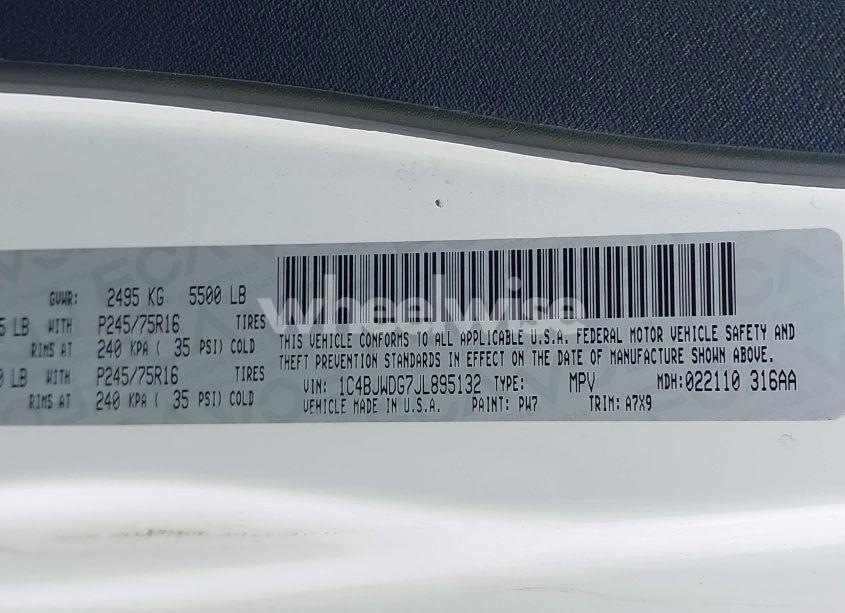 GVWR: 2495 KG 5500 LB
LB WITH P245/75R16 TIRES
RIMS AT 240 KPA ( 35 PSI) COLD
LB WITH P245/75R16 TIRES
RIMS AT 240 KPA ( 35 PSI) COLD
wheelwise
THIS VEHICLE CONFORMS TO ALL APPLICABLE U.S.A. FEDERAL MOTOR VEHICLE SAFETY AND
THEFT PREVENTION STANDARDS IN EFFECT ON THE DATE OF MANUFACTURE SHOWN ABOVE.
VIN: 1C4BJWDG7JL895132 TYPE: MPV MDH: 022110 316AA
VEHICLE MADE IN U.S.A. PAINT: PW7 TRIM: A7X9